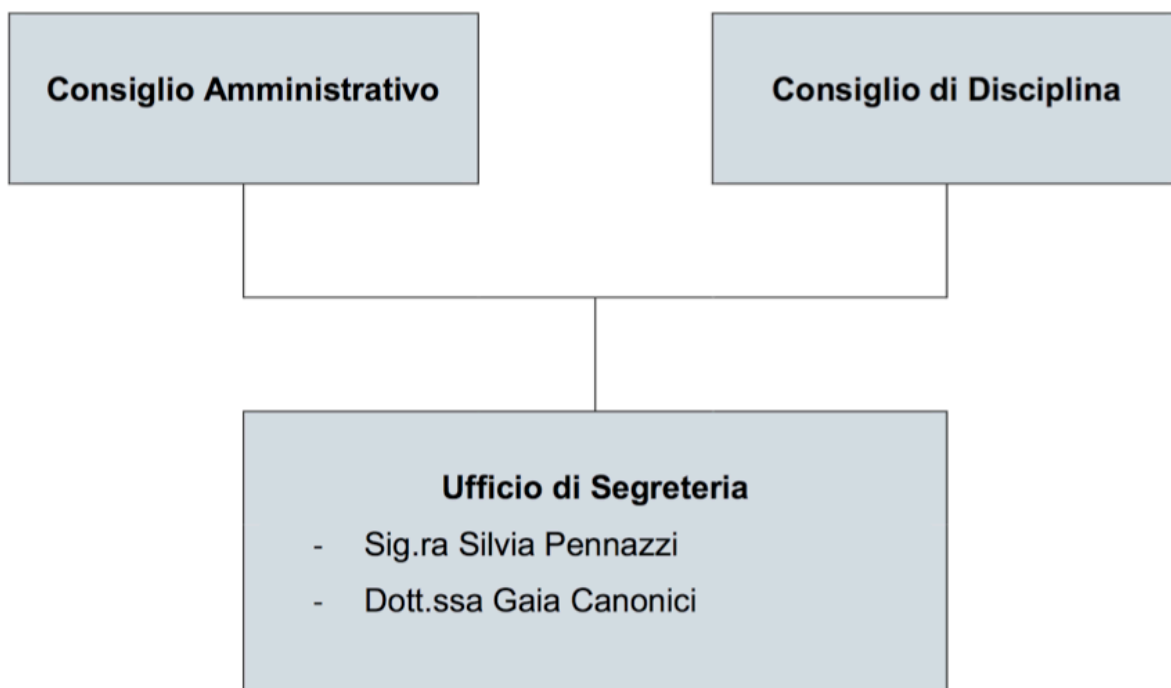 Consiglio Amministrativo
Consiglio di Disciplina
Ufficio di Segreteria
- Sig.ra Silvia Pennazzi
- Dott.ssa Gaia Canonici